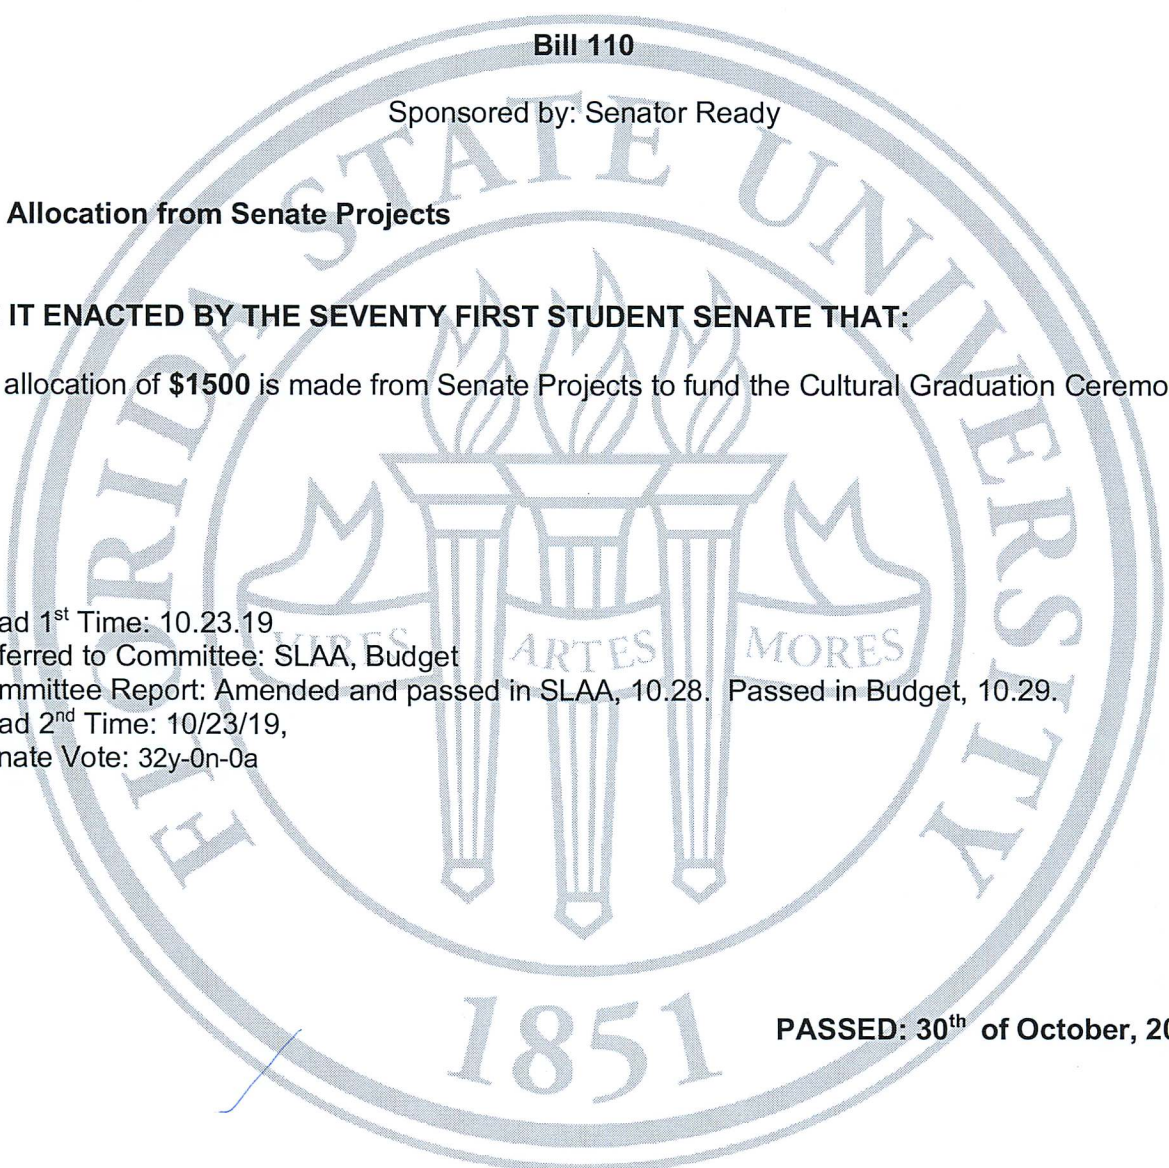 Bill 110
Sponsored by: Senator Ready
Allocation from Senate Projects
IT ENACTED BY THE SEVENTY FIRST STUDENT SENATE THAT:
allocation of $1500 is made from Senate Projects to fund the Cultural Graduation Ceremo
ad 1st Time: 10.23.19
ferred to Committee: SLAA, Budget
mmittee Report: Amended and passed in SLAA, 10.28. Passed in Budget, 10.29.
ad 2nd Time: 10/23/19,
nate Vote: 32y-0n-0a
PASSED: 30th of October, 20
FLORIDA STATE UNIVERSITY
VIRES ARTES MORES
1851